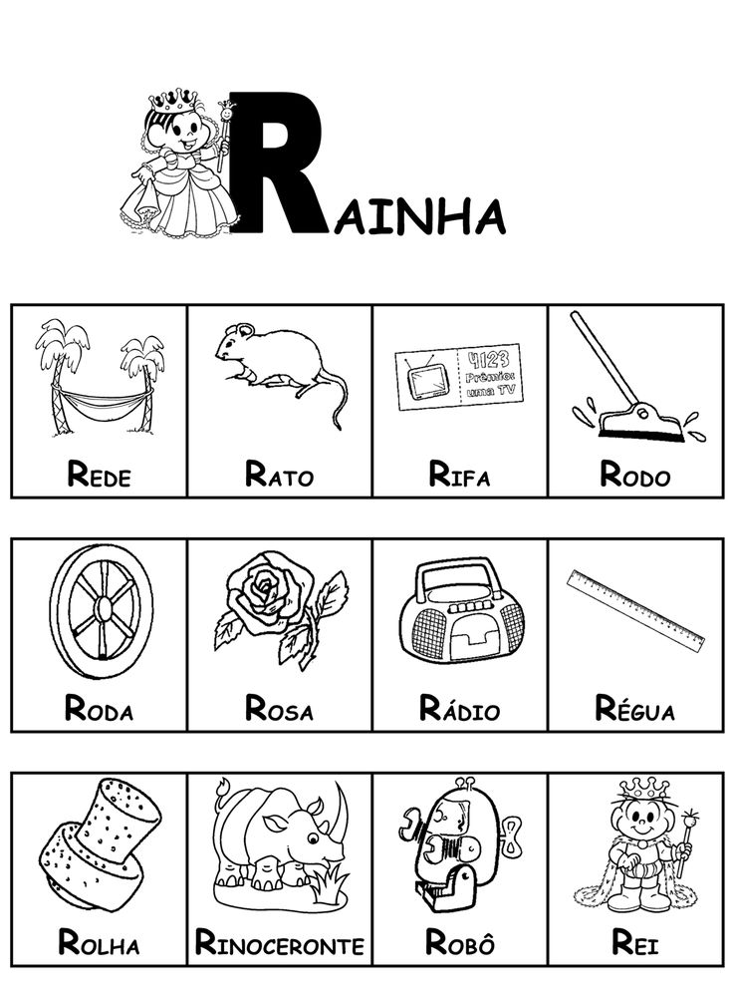 RAINHA
4123
Prêmio:
uma TV
REDE
RATO
RIFA
RODO
RODA
ROSA
RÁDIO
RÉGUA
ROLHA
RINOCERONTE
ROBÔ
REI